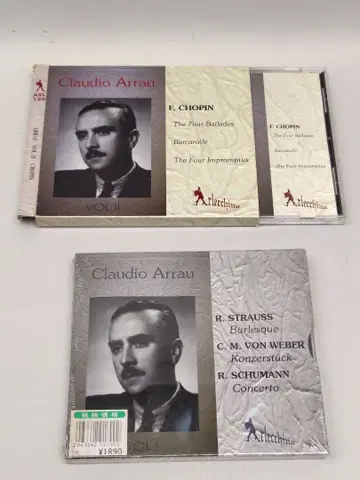 ARL
Claudio Arrau
F. CHOPIN
The Four Ballades
Barcarolle
The Four Impromptus
VOL.II
Arlecchino
F. CHOPIN
The Four Ballades
Barcarolle
The Four Impromptus
Arlecchino
Claudio Arrau
R. STRAUSS
Burlesque
C. M. VON WEBER
Konzerstück
R. SCHUMANN
Concerto
VOL.I
¥1890
Arlecchino